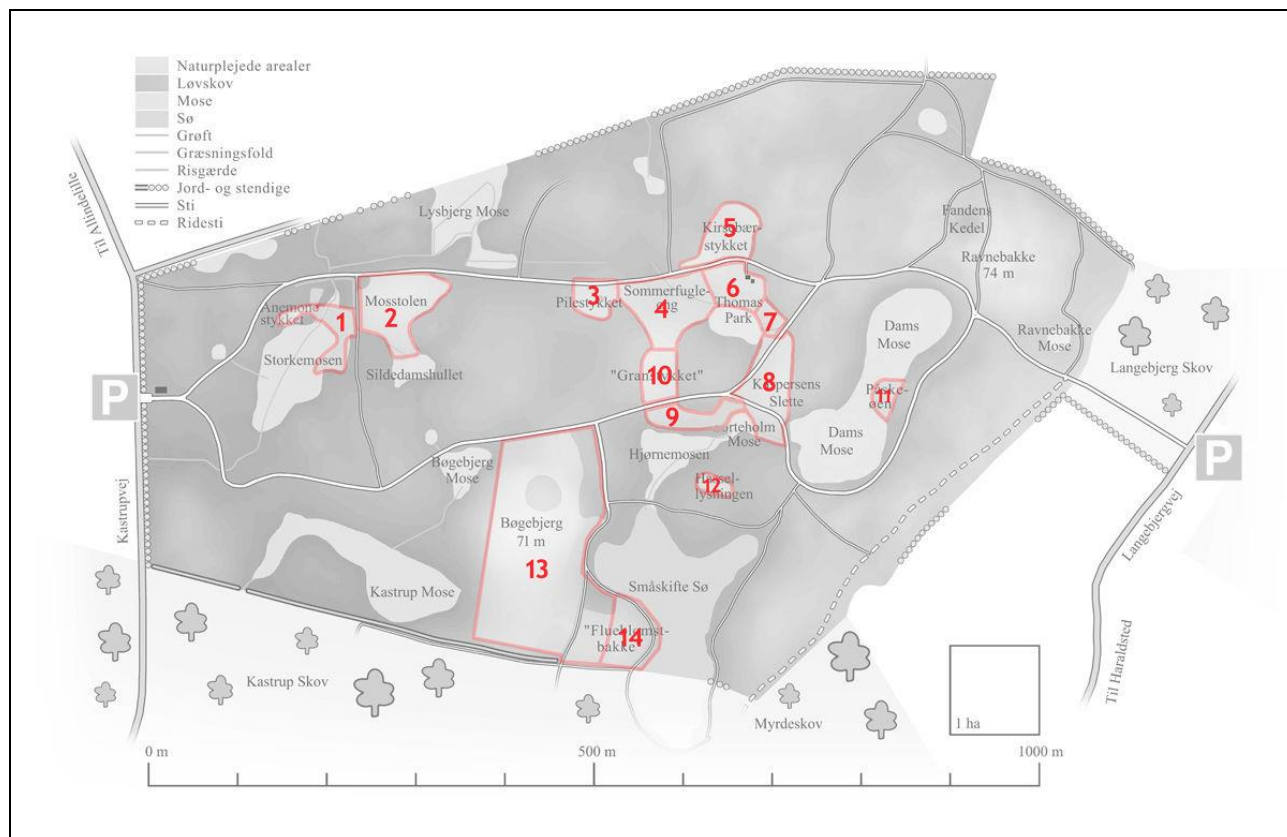 Naturplejede arealer
Løvskov
Mose
Sø
Grøft
Græsningsfold
Risgærde
Jord- og stendige
Sti
Ridesti
Til Allindelille
Lysbjerg Mose
Kirsebær-
5
stykket
Fandens
Kedel
Ravnebakke
74 m
Mosstolen
2
Anemone
stykket
1
Storkemosen
Sildedamshullet
3
Pilestykket
Sommerfugle-
eng
4
6
Thomas
Park
7
Dams
Mose
Ravnebakke
Mose
Langebjerg Skov
"Granstykket"
10
8
Kaspersens
Slette
Påske-
11
øen
P
9
Sorteholm
Mose
Dams
Mose
P
Hjørnemosen
Bøgebjerg
Mose
Hassel-
12
lysningen
Kastrupvej
Bøgebjerg
71 m
13
Langebjergvej
Kastrup Mose
Småskifte Sø
"Flueblomst-
14
bakke"
Kastrup Skov
Myrdeskov
Til Haraldsted
1 ha
0 m
500 m
1000 m